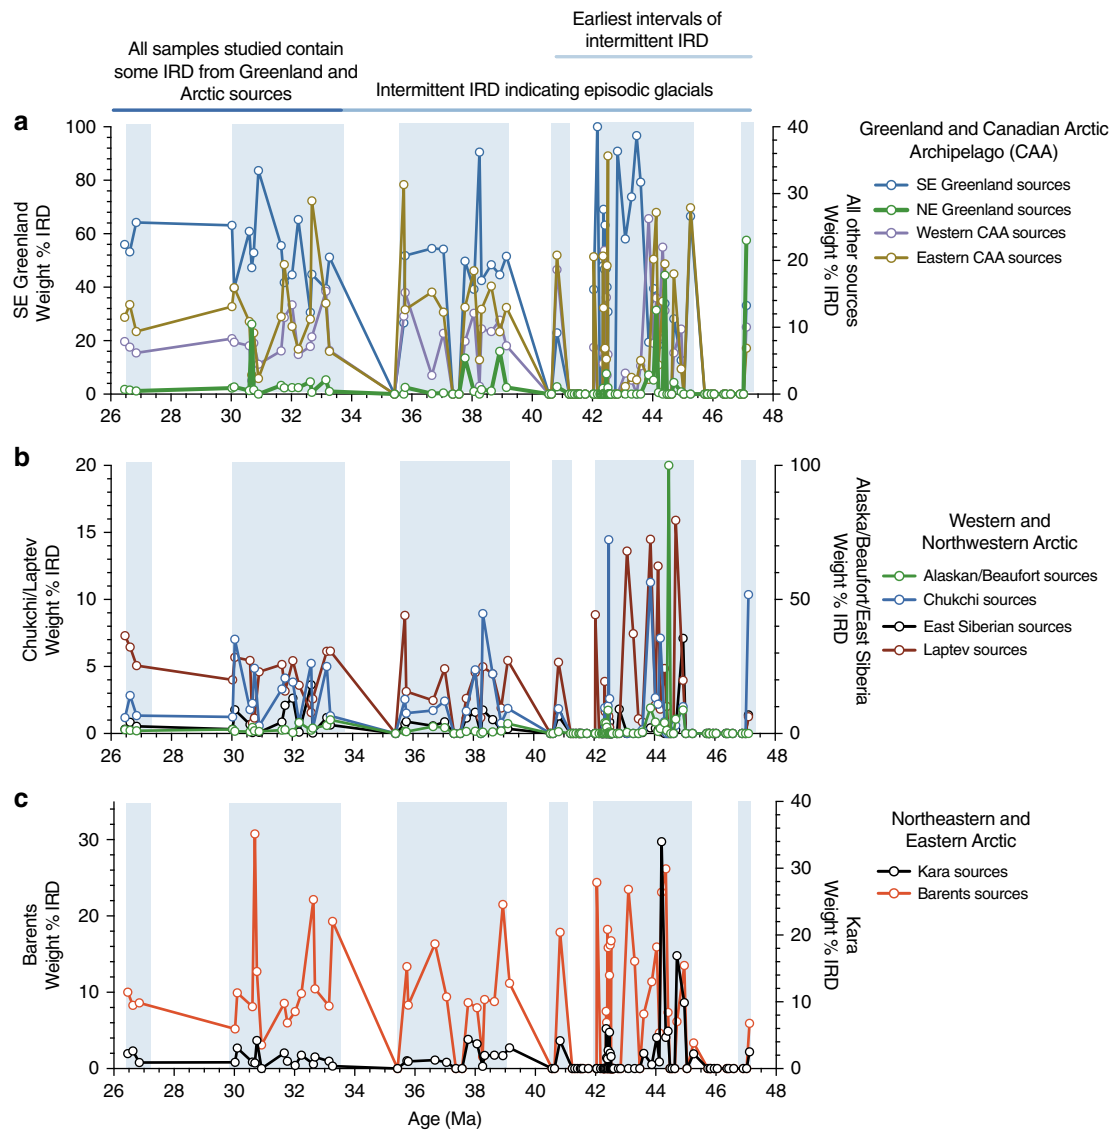 Earliest intervals of
intermittent IRD
All samples studied contain
some IRD from Greenland and
Arctic sources
Intermittent IRD indicating episodic glacials
a
100
80
60
40
20
0
SE Greenland
Weight % IRD
40
30
20
10
0
All other sources
Weight % IRD
26 28 30 32 34 36 38 40 42 44 46 48
Greenland and Canadian Arctic
Archipelago (CAA)
SE Greenland sources
NE Greenland sources
Western CAA sources
Eastern CAA sources
b
20
15
10
5
0
Chukchi/Laptev
Weight % IRD
100
50
0
Alaska/Beaufort/East Siberia
Weight % IRD
26 28 30 32 34 36 38 40 42 44 46 48
Western and
Northwestern Arctic
Alaskan/Beaufort sources
Chukchi sources
East Siberian sources
Laptev sources
c
30
20
10
0
Barents
Weight % IRD
40
30
20
10
0
Kara
Weight % IRD
26 28 30 32 34 36 38 40 42 44 46 48
Age (Ma)
Northeastern and
Eastern Arctic
Kara sources
Barents sources